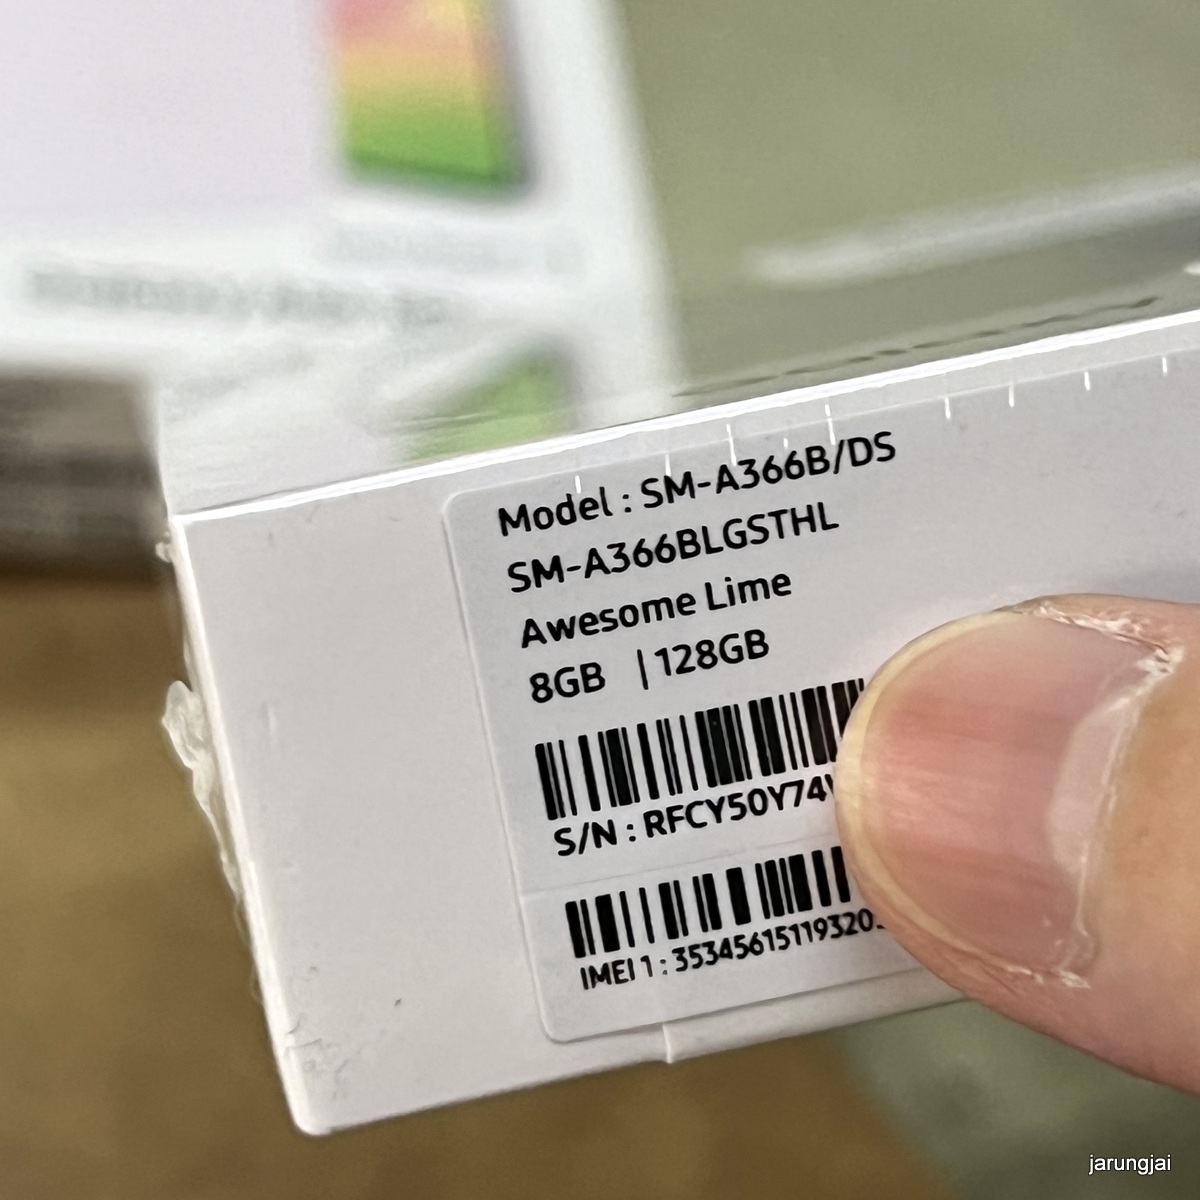 Model : SM-A366B/DS
SM-A366BLGSTHL
Awesome Lime
8GB | 128GB
S/N : RFCY50Y74
IMEI 1 : 35345615119320
jarungjai